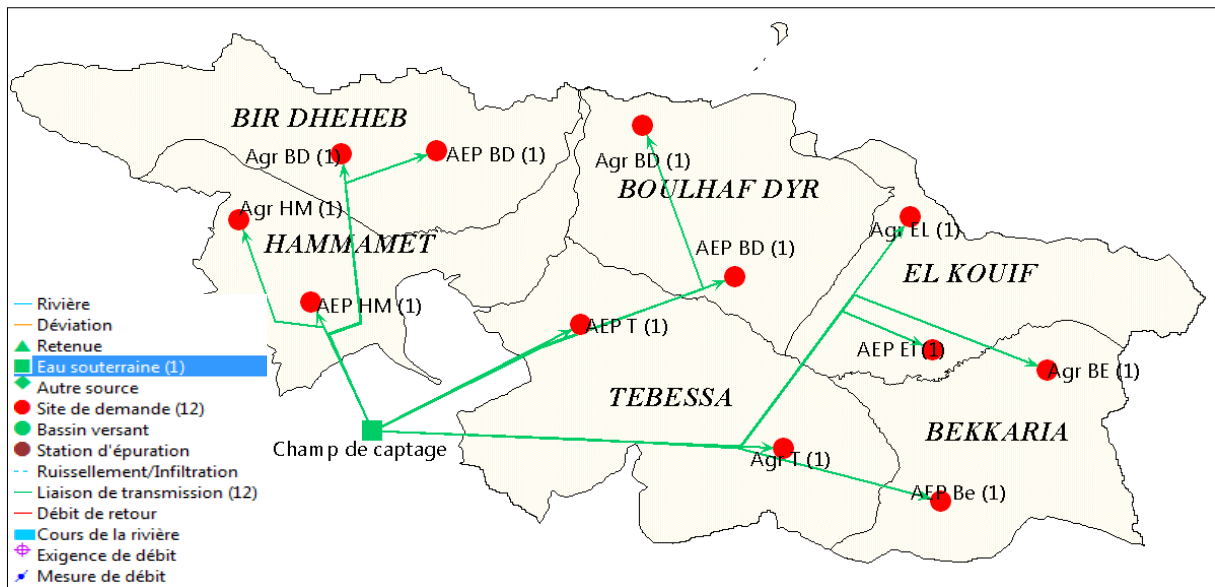 BIR DHEHEB
Agr BD (1)
AEP BD (1)
Agr BD (1)
BOULHAF DYR
Agr HM (1)
HAMMAMET
Agr EL (1)
AEP BD (1)
EL KOUIF
AEP HM (1)
AEP T (1)
AEP El (1)
Agr BE (1)
TEBESSA
BEKKARIA
Champ de captage
Agr T (1)
AEP Be (1)
Rivière
Déviation
Retenue
Eau souterraine (1)
Autre source
Site de demande (12)
Bassin versant
Station d'épuration
Ruissellement/Infiltration
Liaison de transmission (12)
Débit de retour
Cours de la rivière
Exigence de débit
Mesure de débit